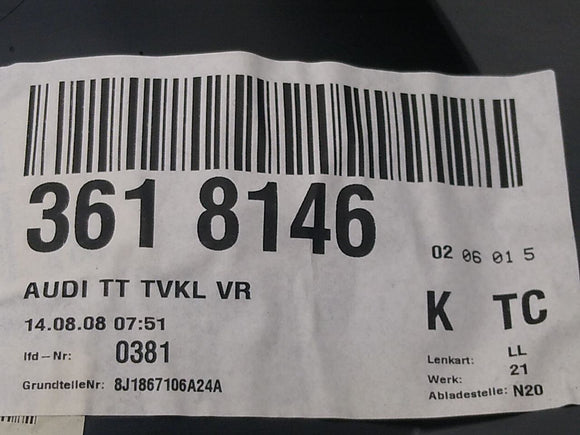 361 8146
02 06 01 5
AUDI TT TVKL VR
K TC
14.08.08 07:51
lfd-Nr: 0381
Lenkart: LL
Werk: 21
GrundteileNr: 8J1867106A24A
Abladestelle: N20